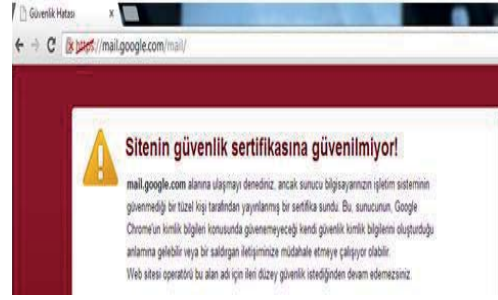 Güvenlik Hatası x
https://mail.google.com/mail/
Sitenin güvenlik sertifikasına güvenilmiyor!
mail.google.com alanına ulaşmayı denediniz, ancak sunucu bilgisayarınızın işletim sisteminin
güvenmediği bir tüzel kişi tarafından yayınlanmış bir sertifika sundu. Bu, sunucunun, Google
Chrome'un kimlik bilgileri konusunda güvenemeyeceği kendi güvenlik kimlik bilgilerini oluşturduğu
anlamına gelebilir veya bir saldırgan iletişiminize müdahale etmeye çalışıyor olabilir.
Web sitesi operatörü bu alan adı için ileri düzey güvenlik istediğinden devam edemezsiniz.